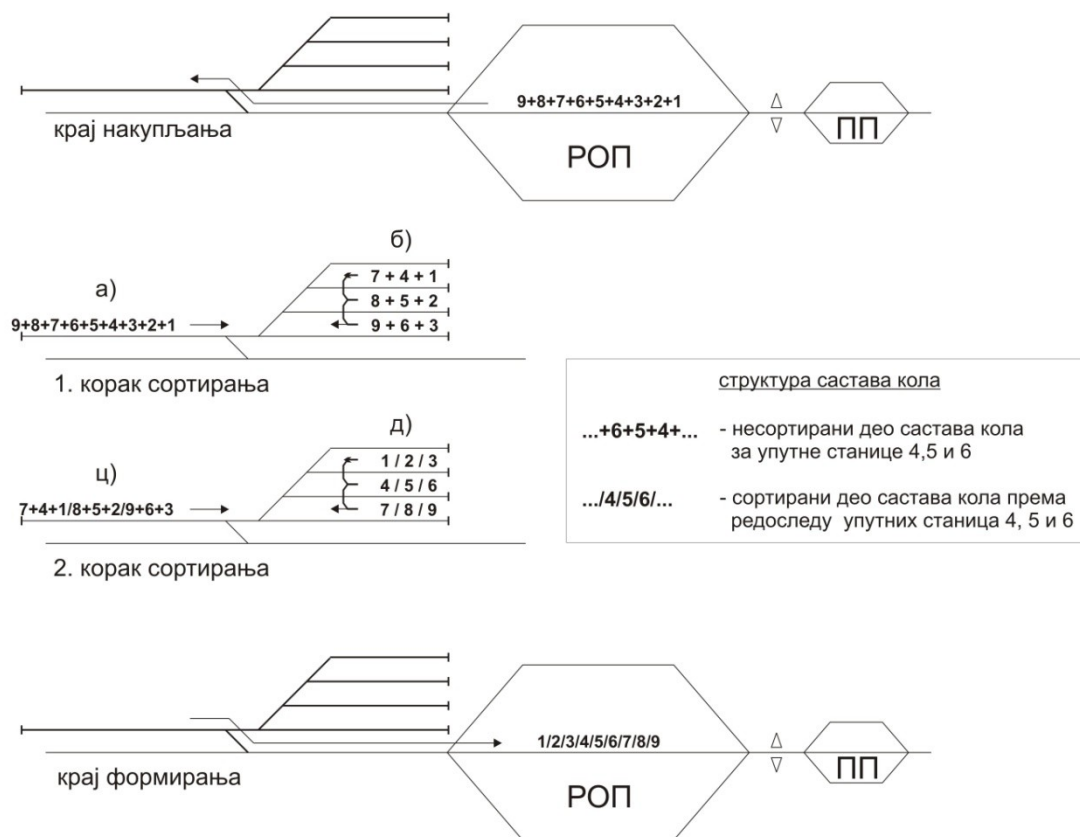 9+8+7+6+5+4+3+2+1
крај накупљања
РОП
ПП
б)
7 + 4 + 1
а)
8 + 5 + 2
9+8+7+6+5+4+3+2+1
9 + 6 + 3
1. корак сортирања
структура састава кола
...+6+5+4+... - несортирани део састава кола
за упутне станице 4,5 и 6
.../4/5/6/... - сортирани део састава кола према
редоследу упутних станица 4, 5 и 6
д)
1 / 2 / 3
ц)
4 / 5 / 6
7+4+1/8+5+2/9+6+3
7 / 8 / 9
2. корак сортирања
1/2/3/4/5/6/7/8/9
крај формирања
РОП
ПП